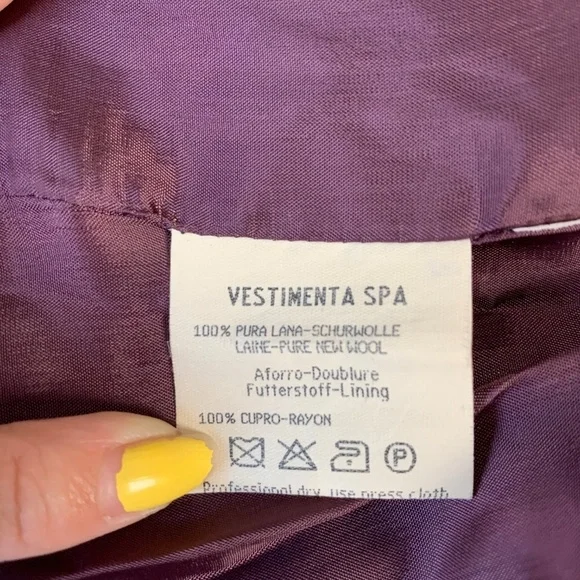 VESTIMENTA SPA
100% PURA LANA-SCHURWOLLE
LAINE-PURE NEW WOOL
Aforro-Doublure
Futterstoff-Lining
100% CUPRO-RAYON
P
Professional dry, use press cloth